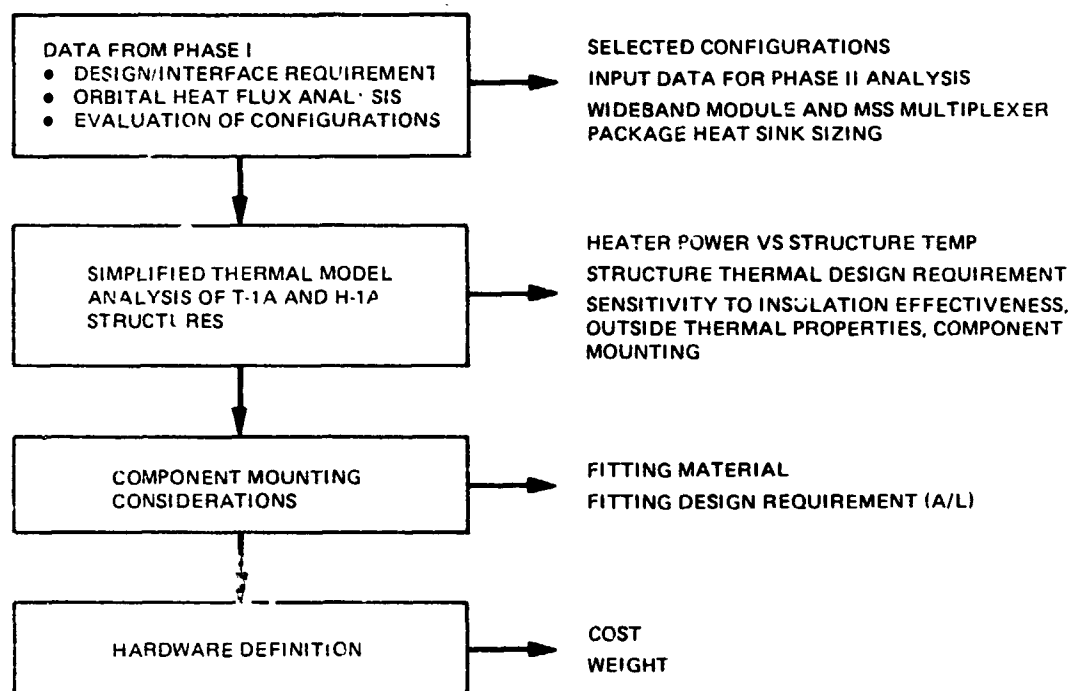 DATA FROM PHASE I
• DESIGN/INTERFACE REQUIREMENT
• ORBITAL HEAT FLUX ANALYSIS
• EVALUATION OF CONFIGURATIONS
SELECTED CONFIGURATIONS
INPUT DATA FOR PHASE II ANALYSIS
WIDEBAND MODULE AND MSS MULTIPLEXER
PACKAGE HEAT SINK SIZING
SIMPLIFIED THERMAL MODEL
ANALYSIS OF T-1A AND H-1A
STRUCTURES
HEATER POWER VS STRUCTURE TEMP
STRUCTURE THERMAL DESIGN REQUIREMENT
SENSITIVITY TO INSULATION EFFECTIVENESS,
OUTSIDE THERMAL PROPERTIES, COMPONENT
MOUNTING
COMPONENT MOUNTING
CONSIDERATIONS
FITTING MATERIAL
FITTING DESIGN REQUIREMENT (A/L)
HARDWARE DEFINITION
COST
WEIGHT